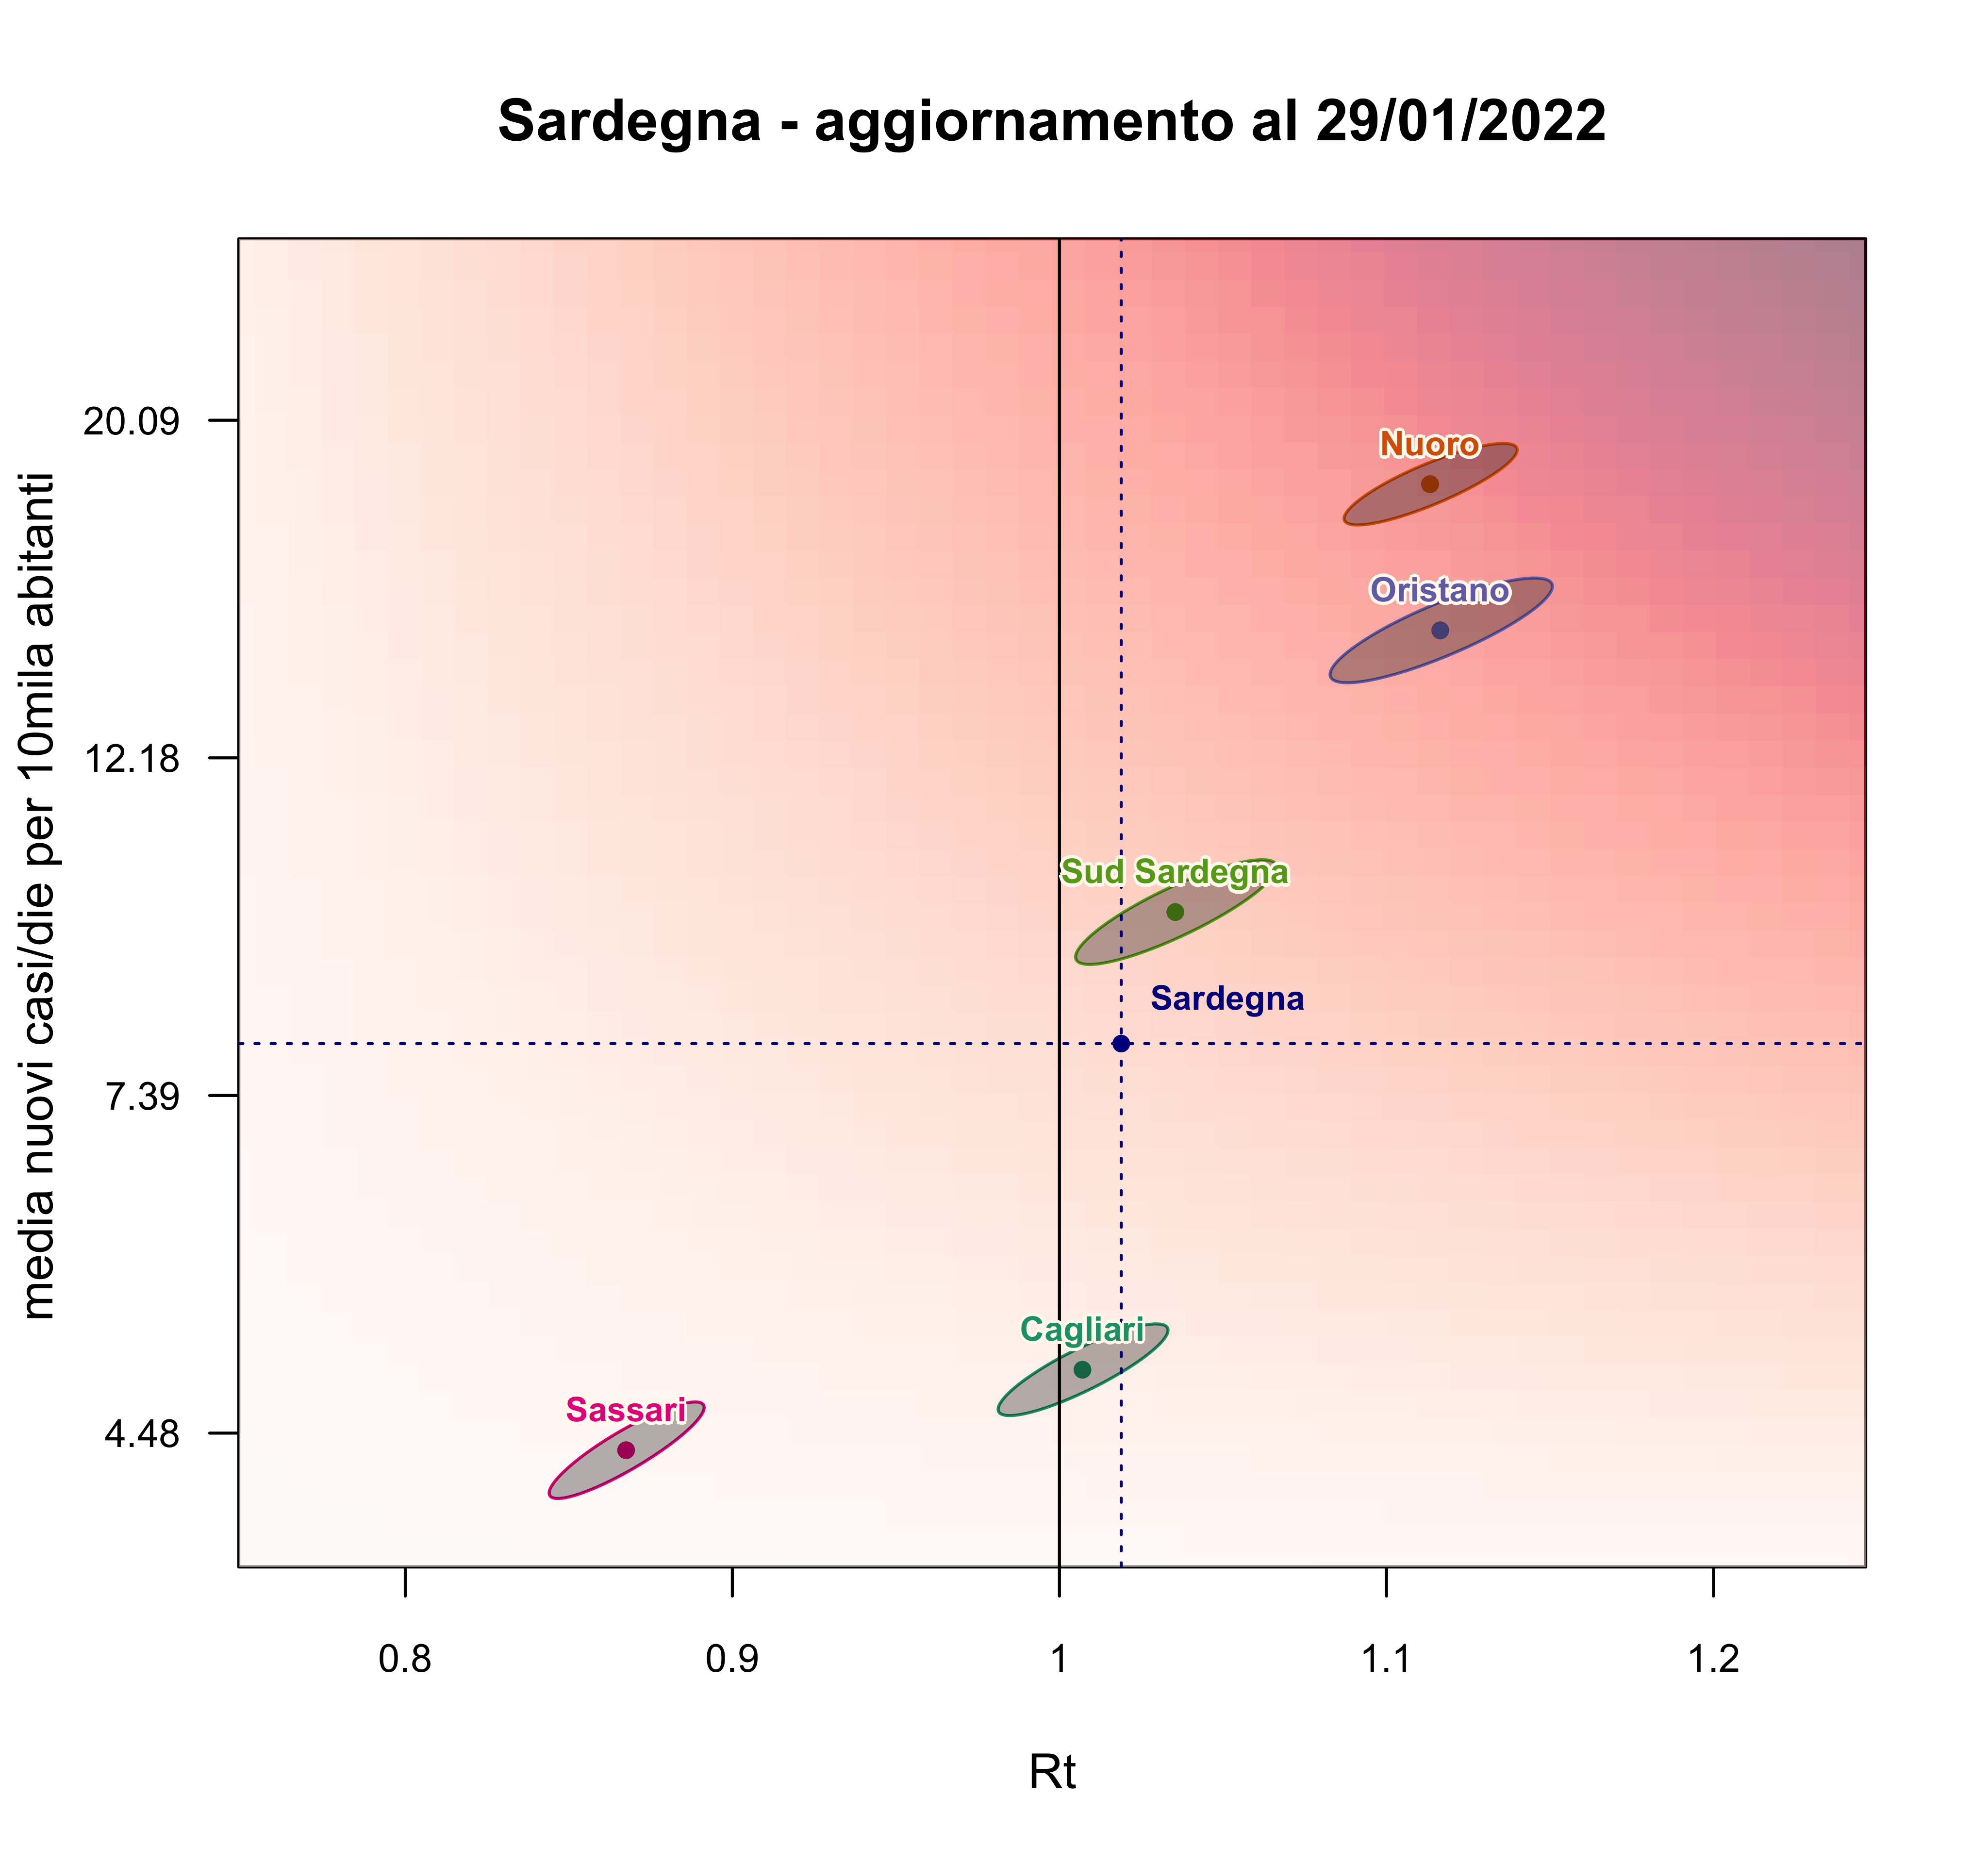 Sardegna - aggiornamento al 29/01/2022
media nuovi casi/die per 10mila abitanti
20.09
12.18
7.39
4.48
Nuoro
Oristano
Sud Sardegna
Sardegna
Cagliari
Sassari
0.8
0.9
1
1.1
1.2
Rt